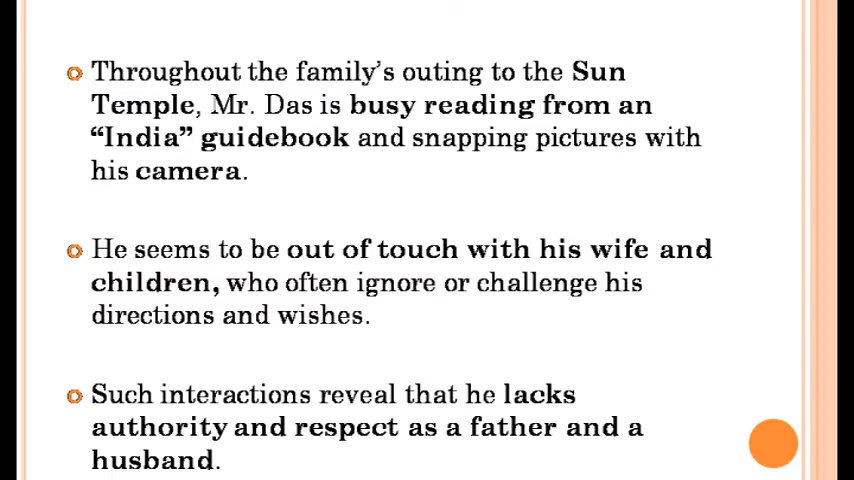 Throughout the family's outing to the Sun
Temple, Mr. Das is busy reading from an
“India” guidebook and snapping pictures with
his camera.
He seems to be out of touch with his wife and
children, who often ignore or challenge his
directions and wishes.
Such interactions reveal that he lacks
authority and respect as a father and a
husband.